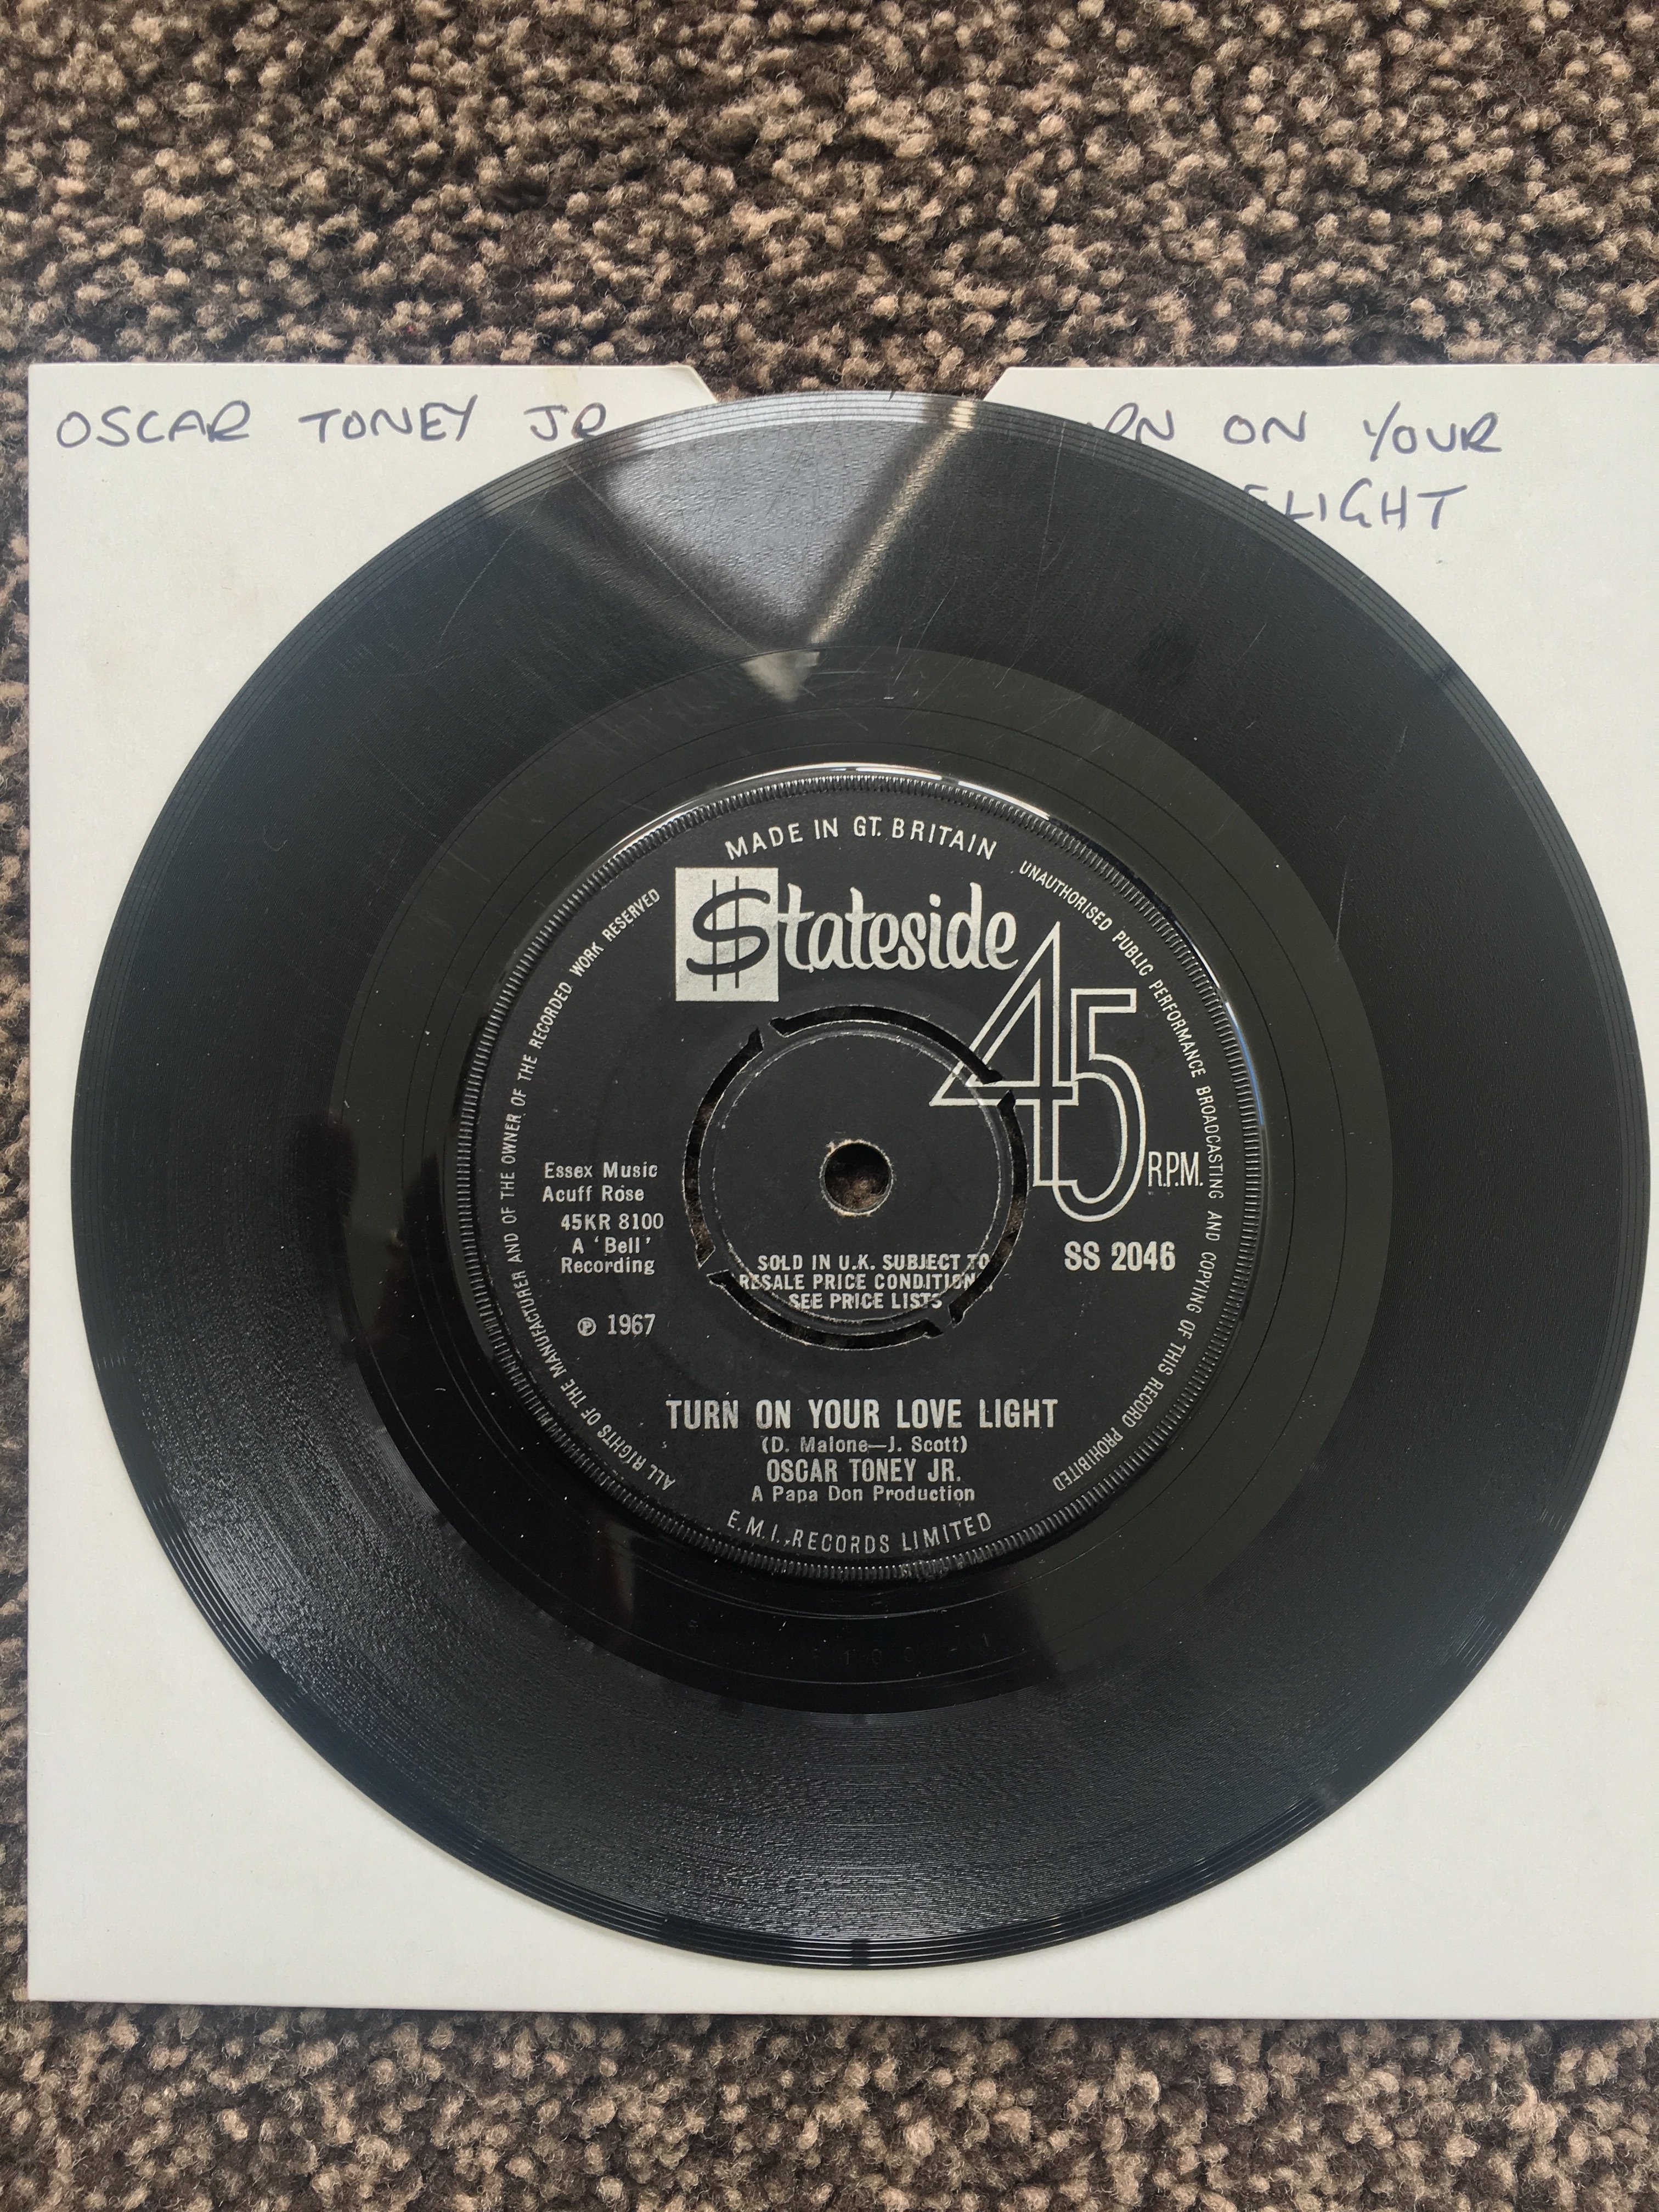 OSCAR TONEY JR
ON YOUR
LIGHT
MADE IN GT. BRITAIN
UNAUTHORISED PUBLIC PERFORMANCE BROADCASTING AND COPYING OF THIS RECORD PROHIBITED
ALL RIGHTS OF THE MANUFACTURER AND OF THE OWNER OF THE RECORDED WORK RESERVED
$tateside
45
R.P.M.
Essex Music
Acuff Rose
45KR 8100
A 'Bell'
Recording
℗ 1967
SOLD IN U.K. SUBJECT TO
RESALE PRICE CONDITION
SEE PRICE LISTS
SS 2046
TURN ON YOUR LOVE LIGHT
(D. Malone—J. Scott)
OSCAR TONEY JR.
A Papa Don Production
E.M.I. RECORDS LIMITED